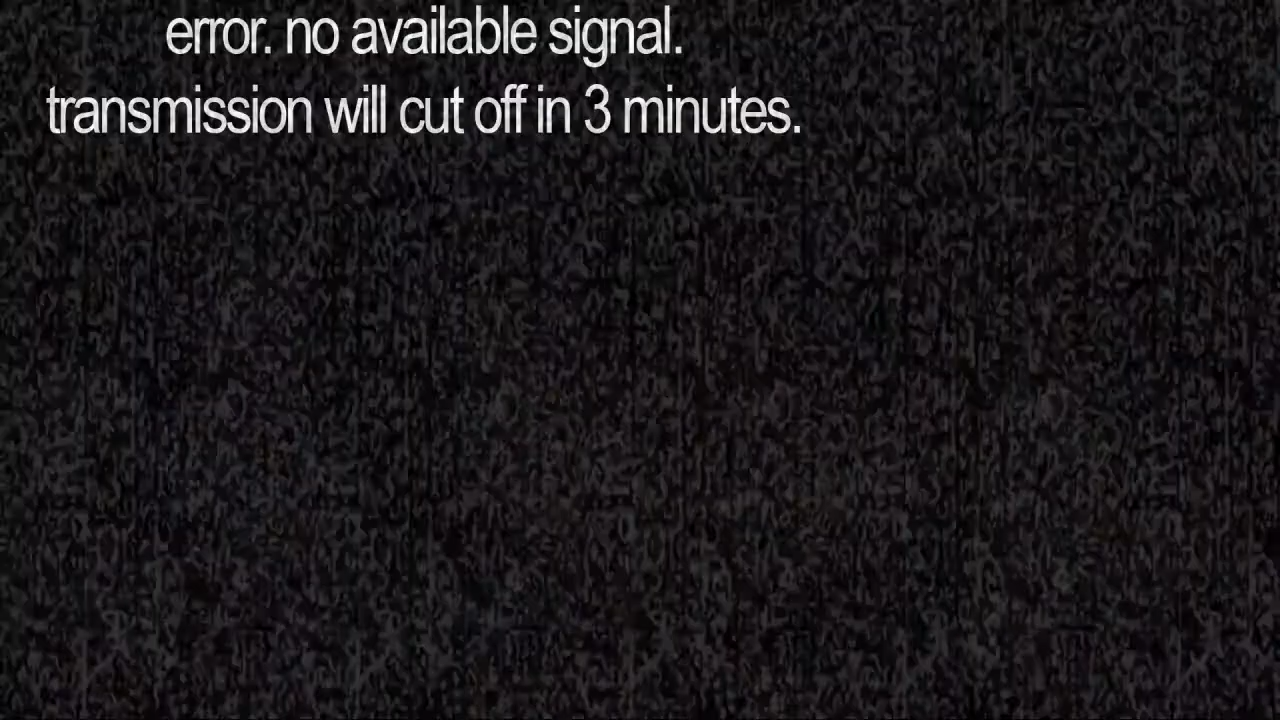 error. no available signal.
transmission will cut off in 3 minutes.